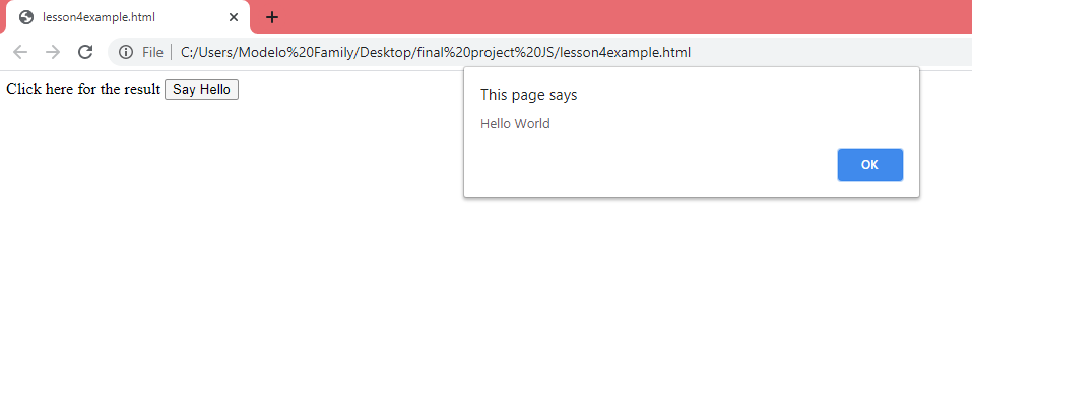 lesson4example.html
File C:/Users/Modelo%20Family/Desktop/final%20project%20JS/lesson4example.html
Click here for the result Say Hello
This page says
Hello World
OK